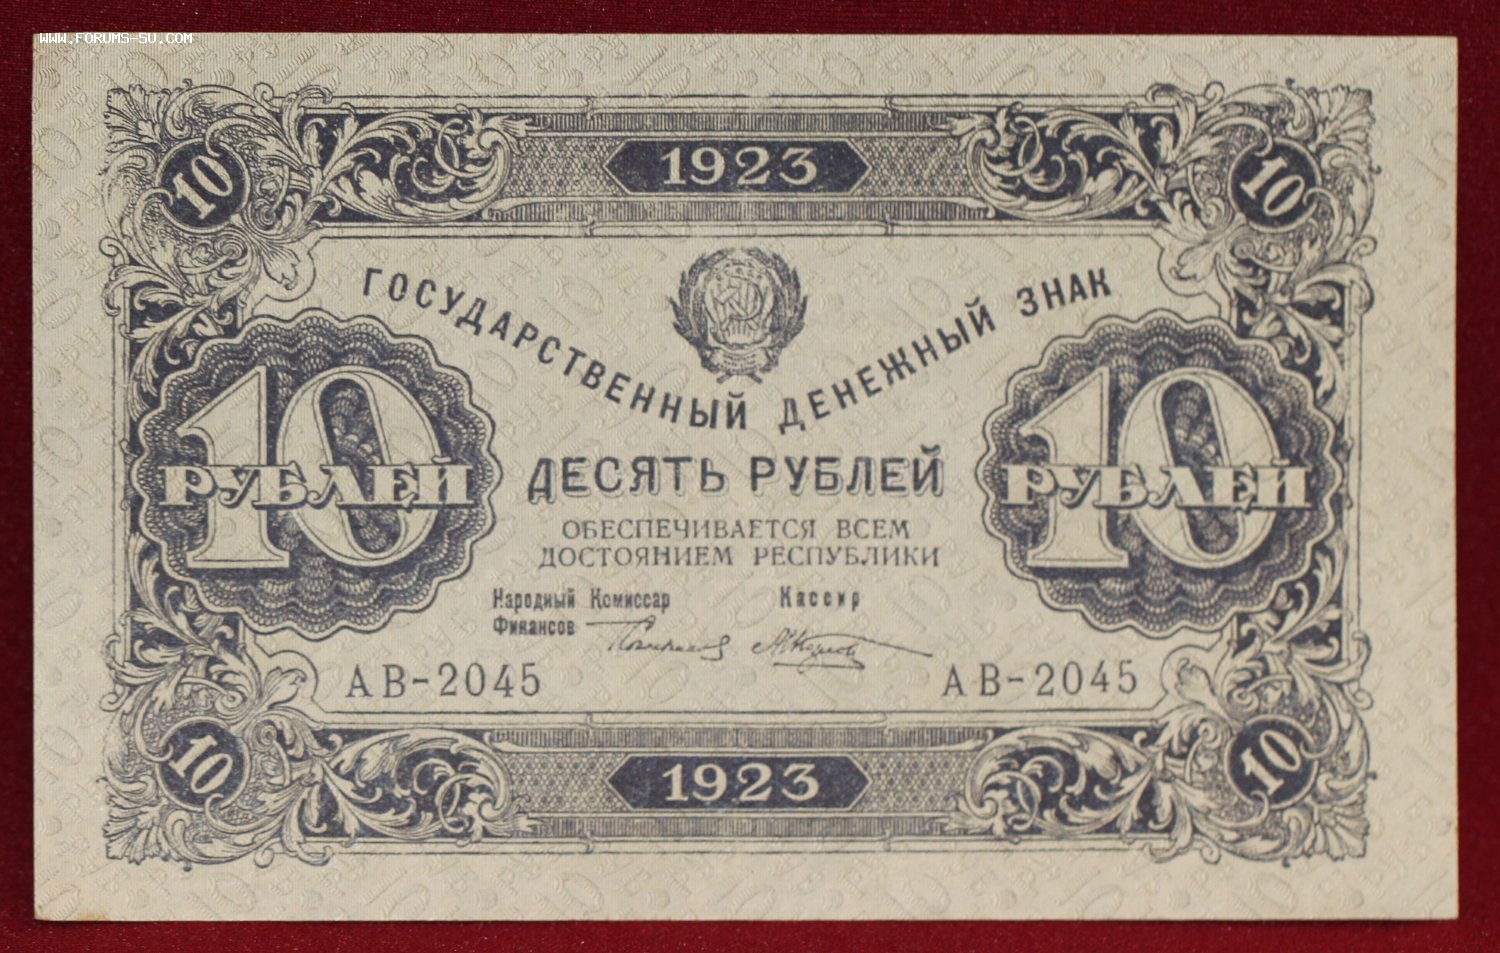 www.forums-su.com
10 1923 10
ГОСУДАРСТВЕННЫЙ ДЕНЕЖНЫЙ ЗНАК
10 РУБЛЕЙ
ДЕСЯТЬ РУБЛЕЙ
10 РУБЛЕЙ
ОБЕСПЕЧИВАЕТСЯ ВСЕМ
ДОСТОЯНИЕМ РЕСПУБЛИКИ
Народный Комиссар
Финансов
Кассир
АВ-2045 АВ-2045
10 1923 10